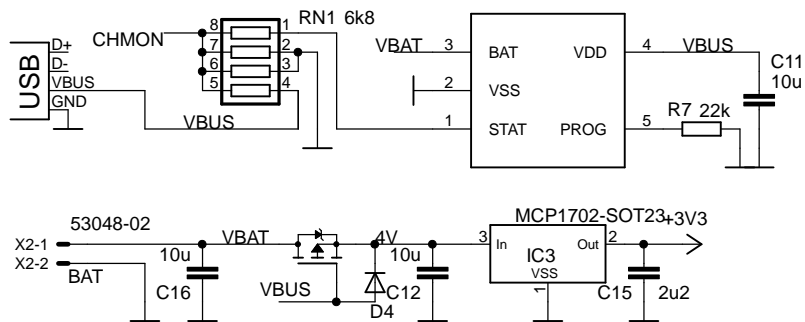 RN1 6k8
CHMON
8 1
7 2
6 3
5 4
USB
D+
D-
VBUS
GND
VBUS
VBAT
3 BAT
2 VSS
1 STAT
VDD 4
PROG 5
VBUS
C11
10u
R7 22k
53048-02
X2-1
X2-2
BAT
VBAT
10u
C16
VBUS
4V
D4
10u
C12
MCP1702-SOT23
3 In
Out 2
IC3
VSS
1
+3V3
C15
2u2